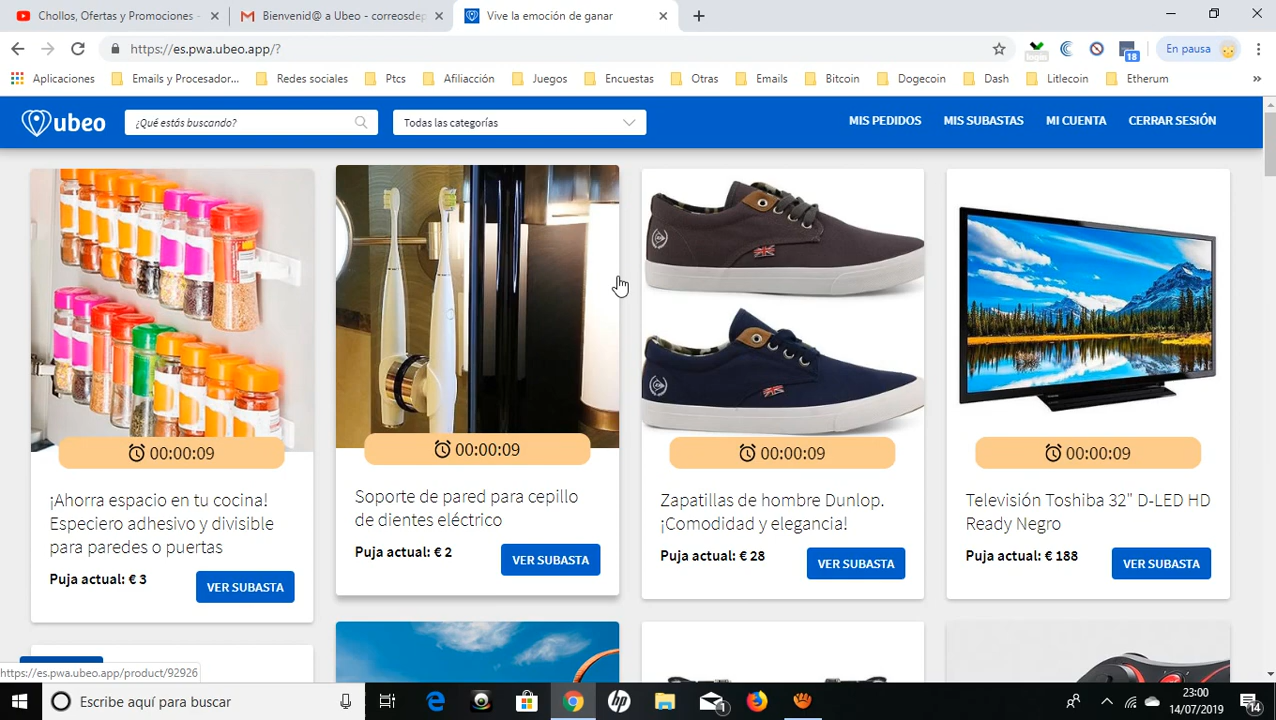 Chollos, Ofertas y Promociones -
Bienvenid@ a Ubeo - correosdep
Vive la emoción de ganar
https://es.pwa.ubeo.app/?
18
En pausa
Aplicaciones
Emails y Procesador...
Redes sociales
Ptcs
Afiliacción
Juegos
Encuestas
Otras
Emails
Bitcoin
Dogecoin
Dash
Litlecoin
Etherum
»
ubeo
¿Qué estás buscando?
Todas las categorías
MIS PEDIDOS
MIS SUBASTAS
MI CUENTA
CERRAR SESIÓN
00:00:09
00:00:09
00:00:09
00:00:09
¡Ahorra espacio en tu cocina!
Especiero adhesivo y divisible
para paredes o puertas
Puja actual: € 3
VER SUBASTA
Soporte de pared para cepillo
de dientes eléctrico
Puja actual: € 2
VER SUBASTA
Zapatillas de hombre Dunlop.
¡Comodidad y elegancia!
Puja actual: € 28
VER SUBASTA
Televisión Toshiba 32" D-LED HD
Ready Negro
Puja actual: € 188
VER SUBASTA
https://es.pwa.ubeo.app/product/92926
Escribe aquí para buscar
1
23:00
14/07/2019
14